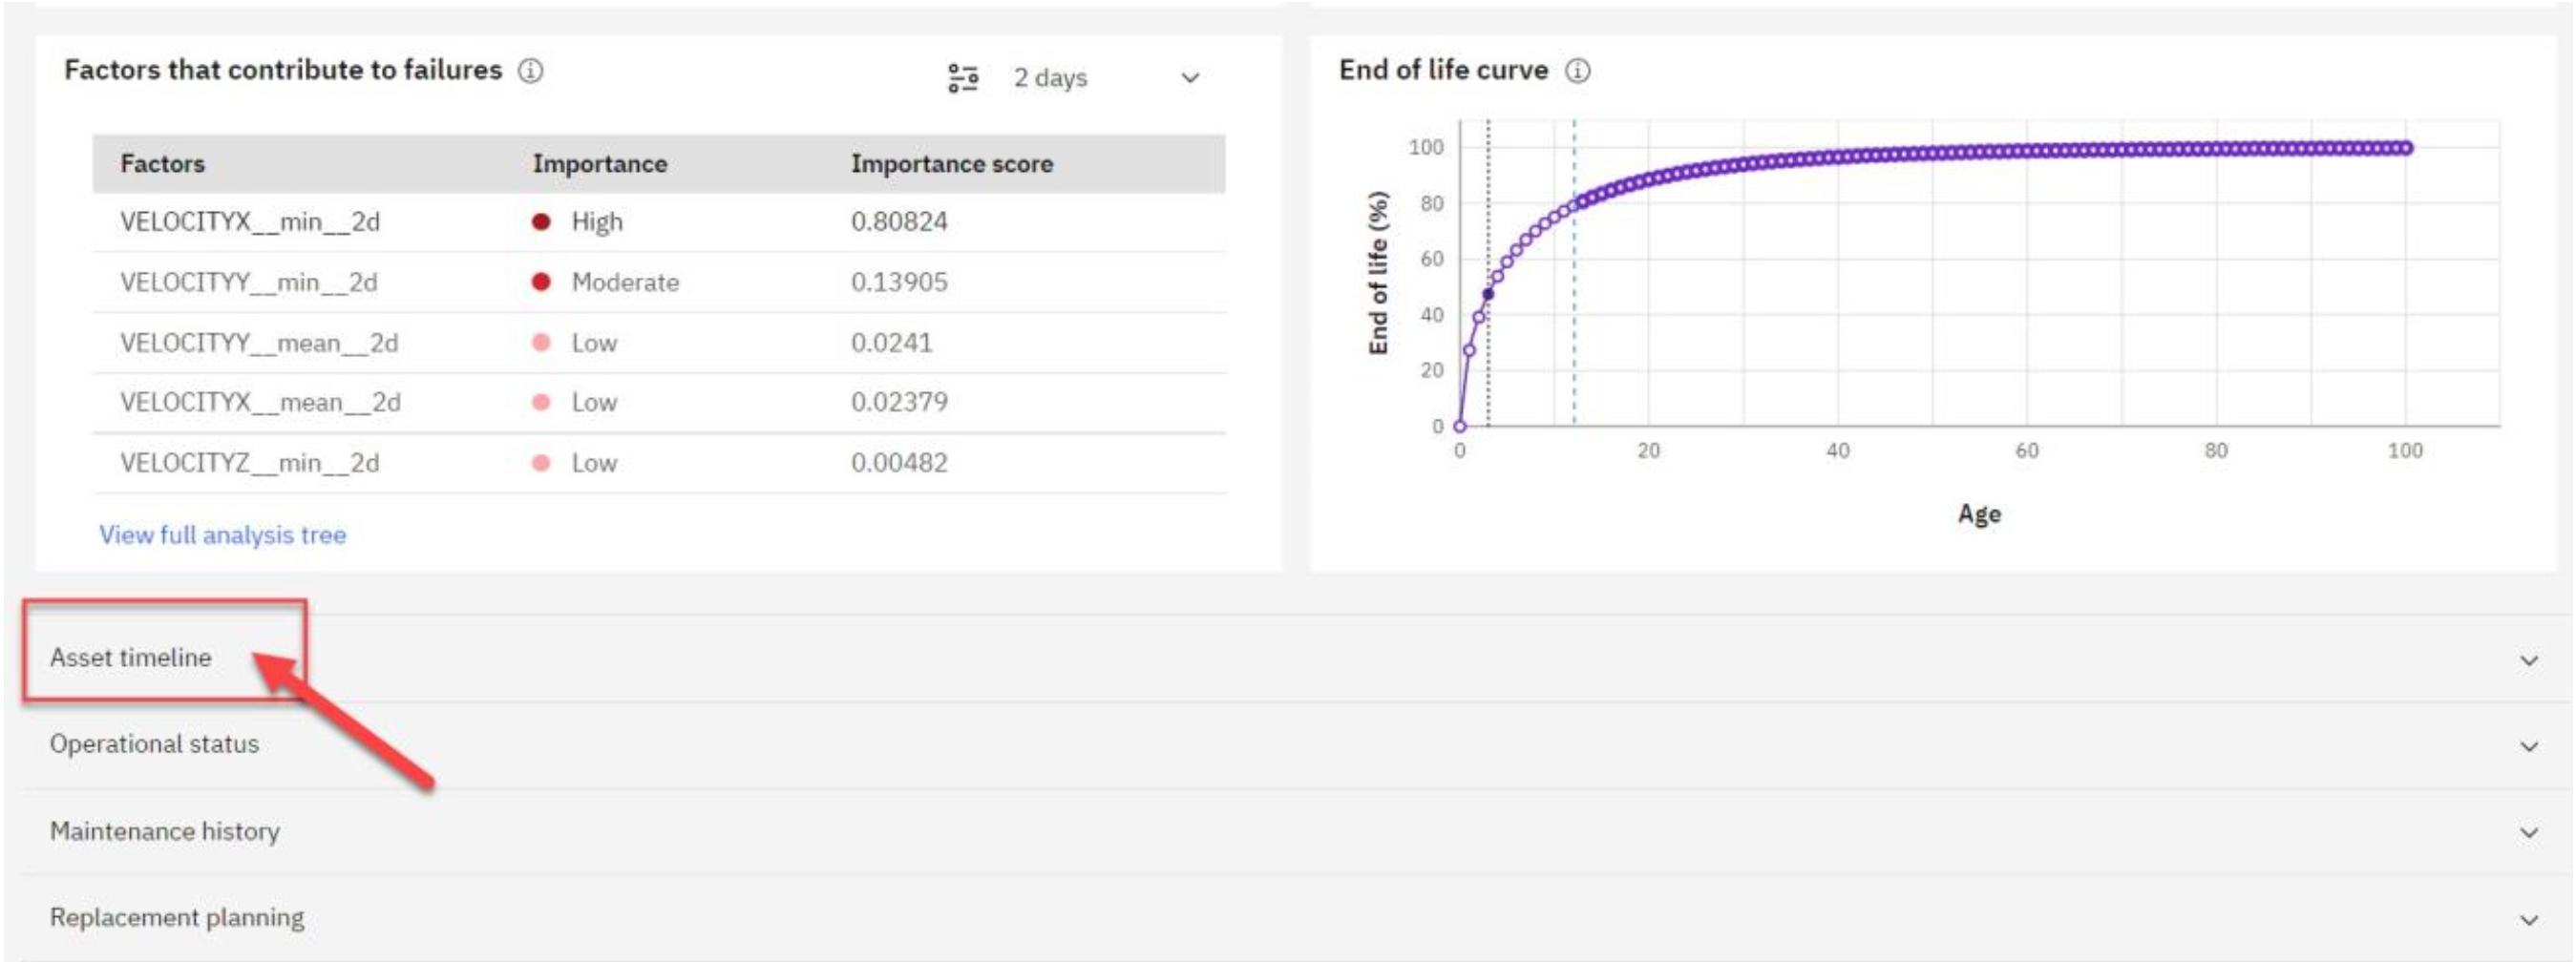 Factors that contribute to failures
2 days
Factors Importance Importance score
VELOCITYX__min__2d High 0.80824
VELOCITYY__min__2d Moderate 0.13905
VELOCITYY__mean__2d Low 0.0241
VELOCITYX__mean__2d Low 0.02379
VELOCITYZ__min__2d Low 0.00482
View full analysis tree
End of life curve
End of life (%)
100
80
60
40
20
0
0 20 40 60 80 100
Age
Asset timeline
Operational status
Maintenance history
Replacement planning